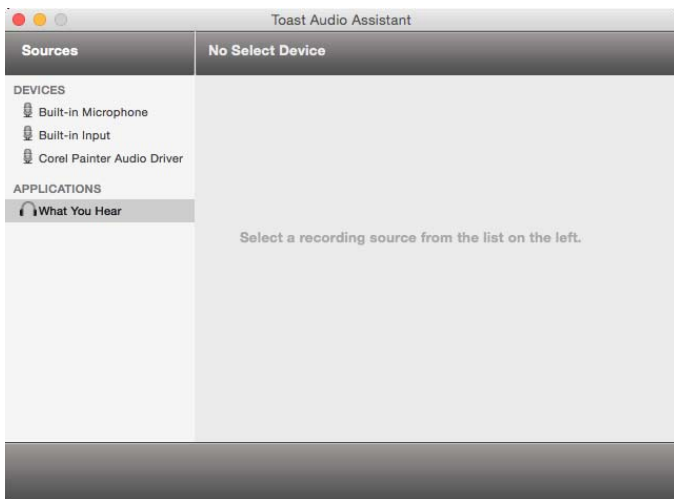 Toast Audio Assistant
Sources
No Select Device
DEVICES
Built-in Microphone
Built-in Input
Corel Painter Audio Driver
APPLICATIONS
What You Hear
Select a recording source from the list on the left.